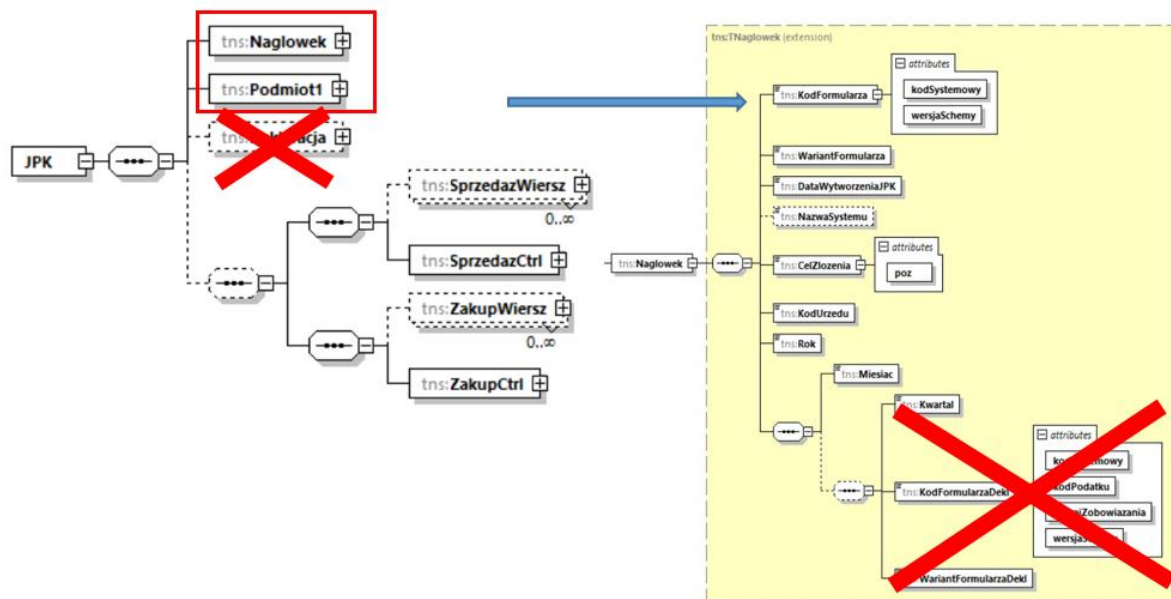 tns:Naglowek
tns:Podmiot1
JPK
tns:SprzedazWiersz
0..∞
tns:SprzedazCtrl
tns:ZakupWiersz
0..∞
tns:ZakupCtrl
tns:TNaglowek (extension)
attributes
tns:KodFormularza
kodSystemowy
wersjaSchemy
tns:WariantFormularza
tns:DataWytworzeniaJPK
tns:NazwaSystemu
attributes
tns:Naglowek
tns:CelZlozenia
poz
tns:KodUrzedu
tns:Rok
tns:Miesiac
tns:Kwartal
attributes
tns:KodFormularzaDekl
kodPodatku
WariantFormularzaDekl